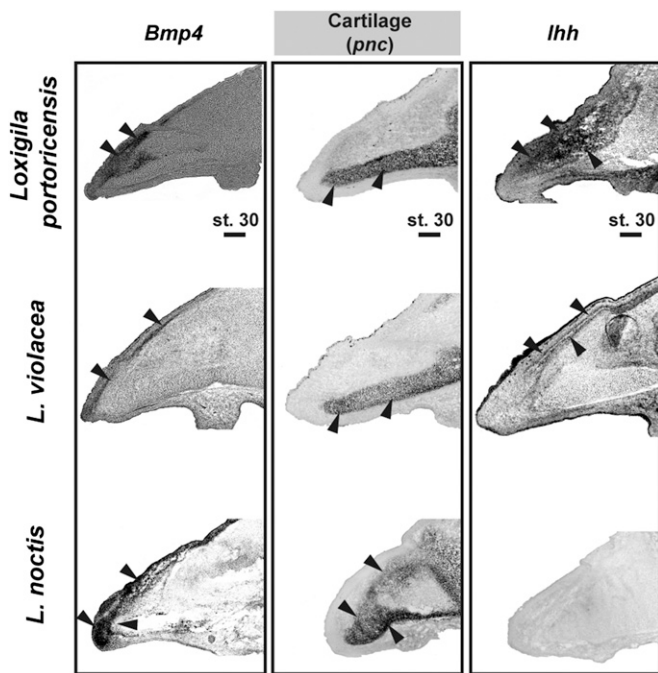 Bmp4
Cartilage
(pnc)
Ihh
Loxigila
portoricensis
st. 30
st. 30
st. 30
L. violacea
L. noctis